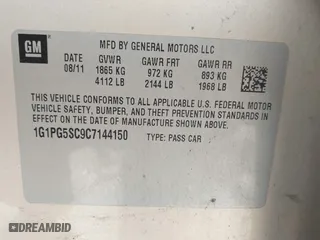 GM
MFD BY GENERAL MOTORS LLC
08/11 GVWR GAWR FRT GAWR RR
1865 KG 972 KG 893 KG
4112 LB 2144 LB 1968 LB
THIS VEHICLE CONFORMS TO ALL APPLICABLE U.S. FEDERAL MOTOR
VEHICLE SAFETY, BUMPER, AND THEFT PREVENTION STANDARDS IN
EFFECT ON THE DATE OF MANUFACTURE SHOWN ABOVE.
1G1PG5SC9C7144150 TYPE: PASS CAR
AUTOBIDMASTER